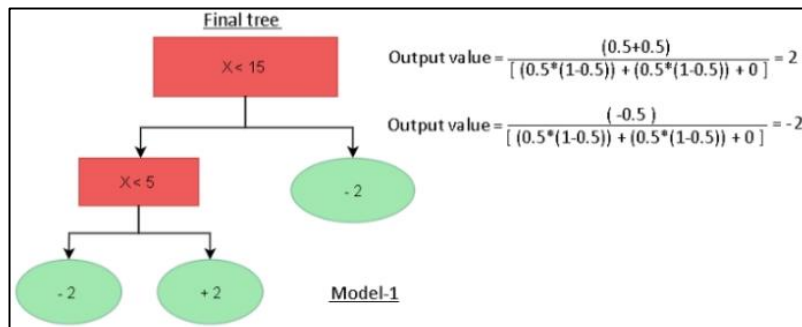 Final tree
X < 15
Output value = (0.5+0.5) / [ (0.5*(1-0.5)) + (0.5*(1-0.5)) + 0 ] = 2
Output value = ( -0.5 ) / [ (0.5*(1-0.5)) + (0.5*(1-0.5)) + 0 ] = -2
X < 5
- 2
- 2
+ 2
Model-1